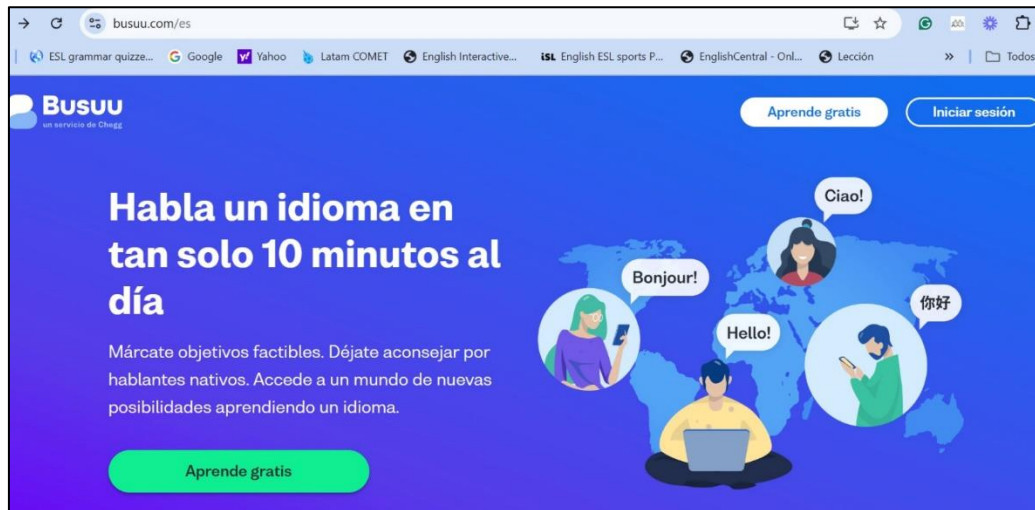 busuu.com/es
ESL grammar quizze... Google Yahoo Latam COMET English Interactive... iSL English ESL sports P... EnglishCentral - Onl... Lección » Todos
Busuu
un servicio de Chegg
Aprende gratis Iniciar sesión
Habla un idioma en
tan solo 10 minutos al
día
Márcate objetivos factibles. Déjate aconsejar por
hablantes nativos. Accede a un mundo de nuevas
posibilidades aprendiendo un idioma.
Aprende gratis
Ciao!
Bonjour!
你好
Hello!